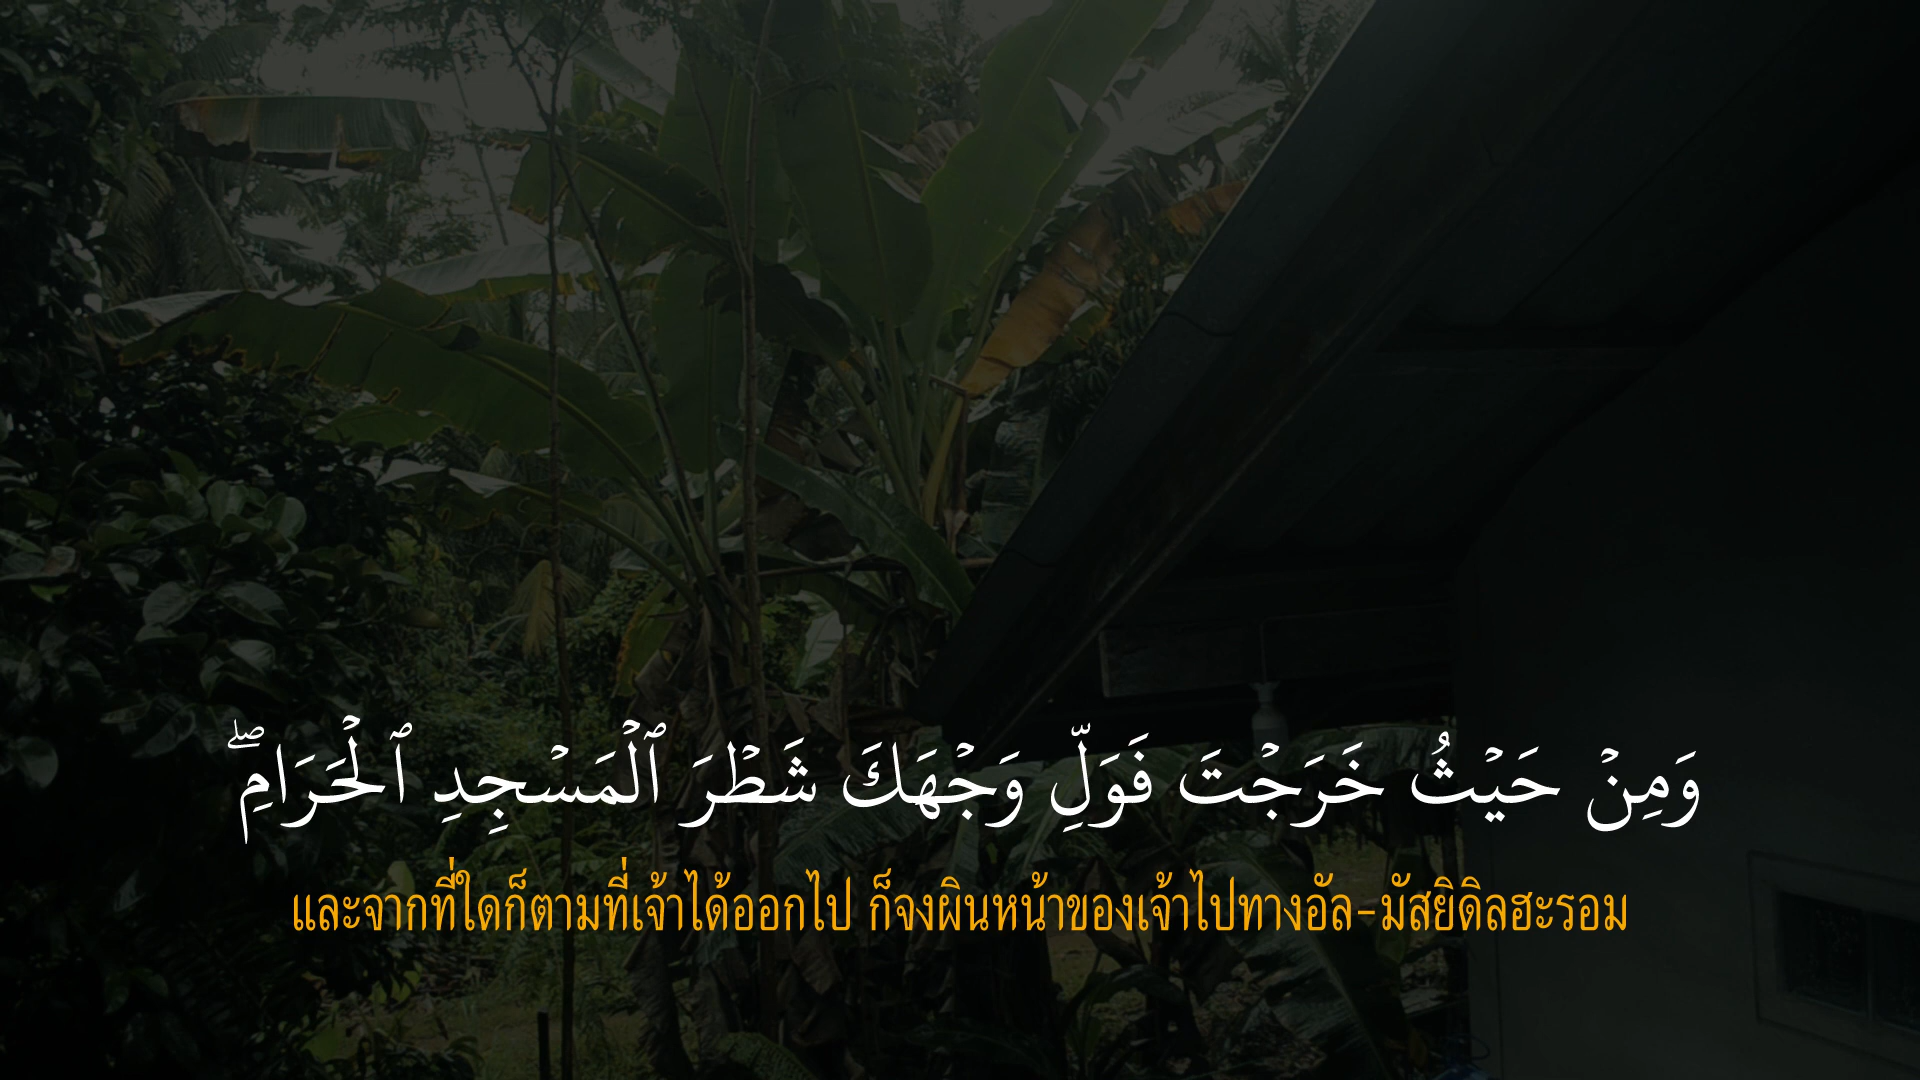 وَمِنۡ حَيۡثُ خَرَجۡتَ فَوَلِّ وَجۡهَكَ شَطۡرَ ٱلۡمَسۡجِدِ ٱلۡحَرَامِۖ
และจากที่ใดก็ตามที่เจ้าได้ออกไป ก็จงผินหน้าของเจ้าไปทางอัล-มัสยิดิลฮะรอม